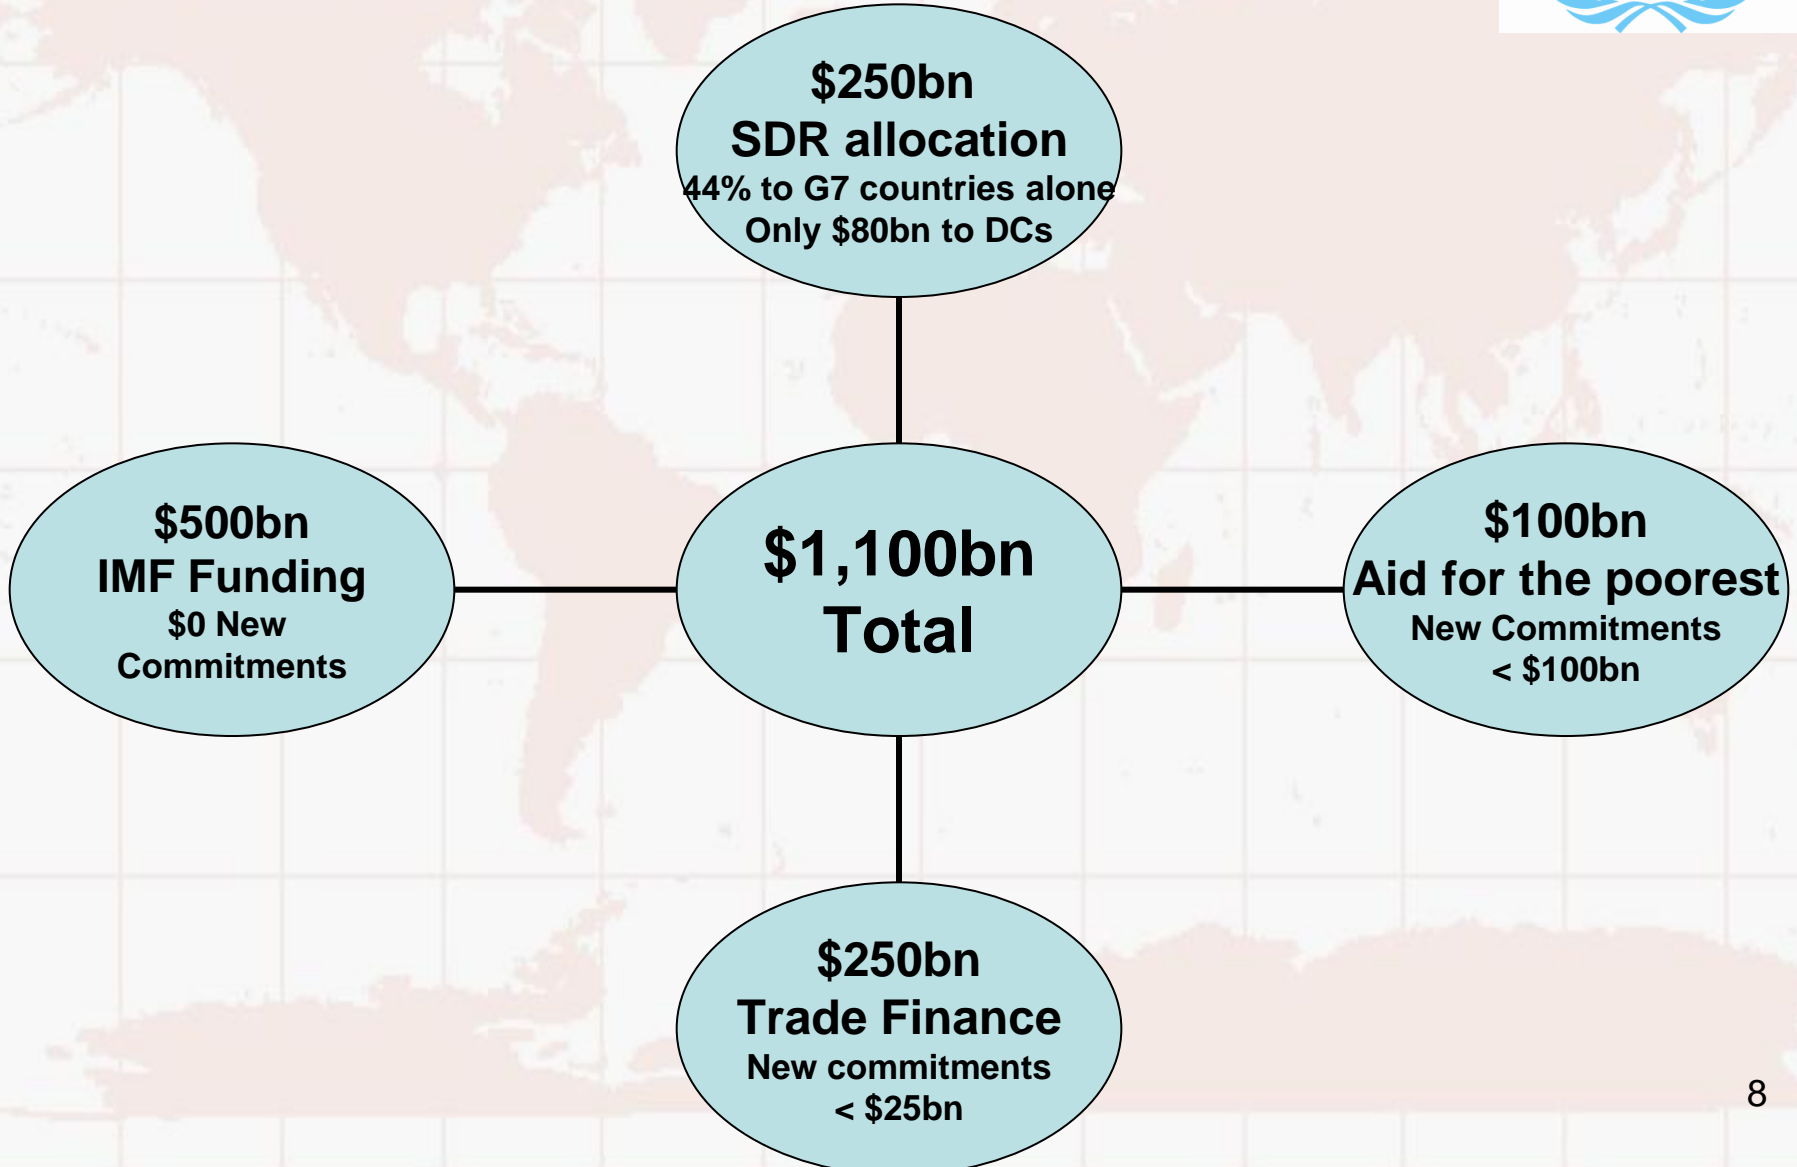 $250bn
SDR allocation
44% to G7 countries alone
Only $80bn to DCs
$500bn
IMF Funding
$0 New
Commitments
$1,100bn
Total
$100bn
Aid for the poorest
New Commitments
< $100bn
$250bn
Trade Finance
New commitments
< $25bn
8